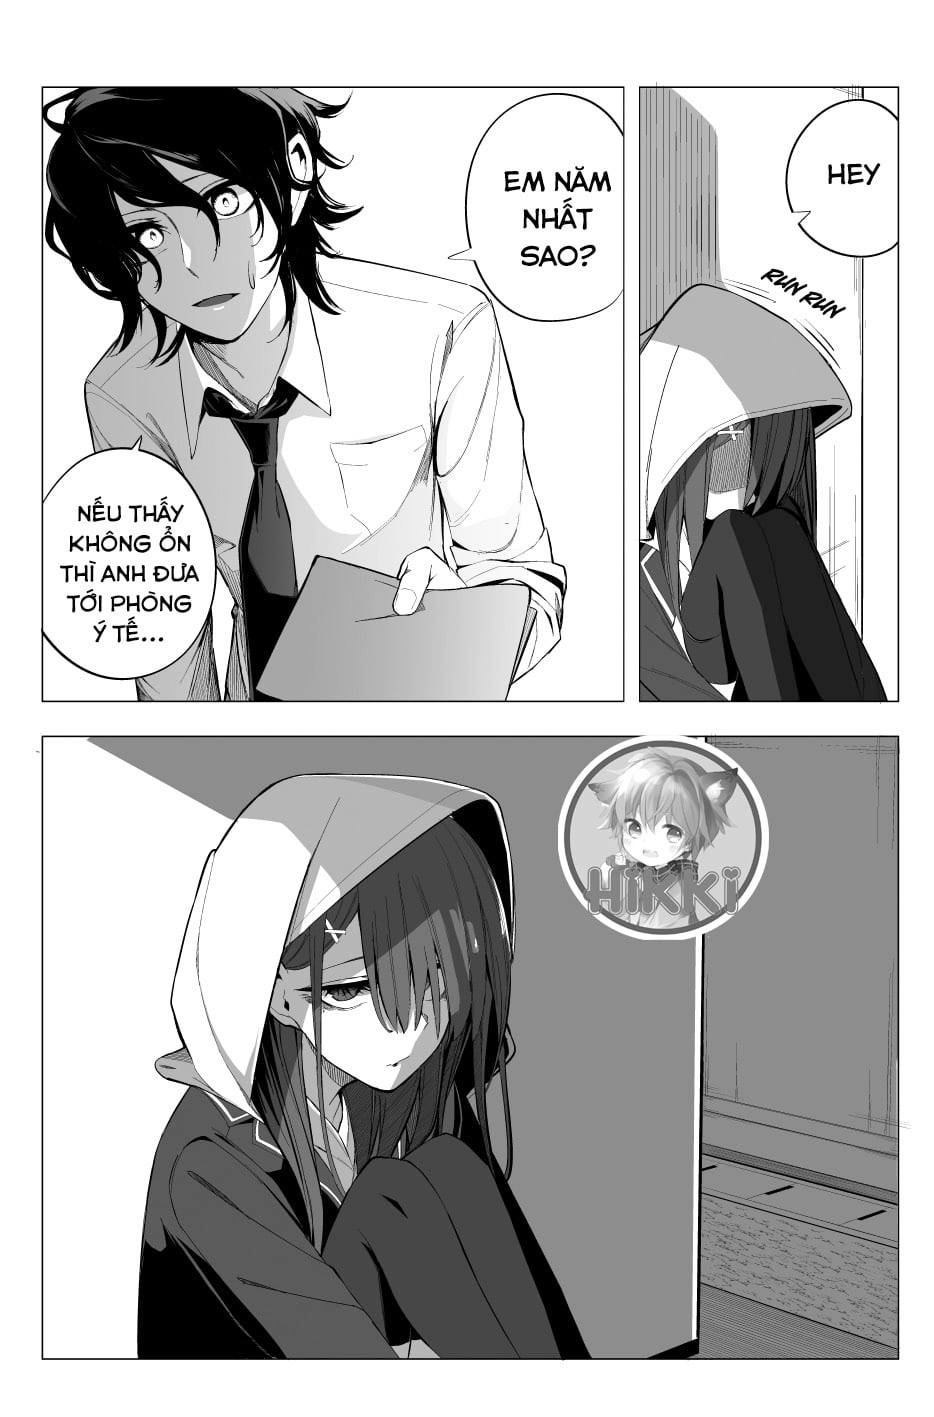 EM NĂM
NHẤT
SAO?
NẾU THẤY
KHÔNG ỔN
THÌ ANH ĐƯA
TỚI PHÒNG
Ý TẾ...
HEY
RUN RUN
HiKKi